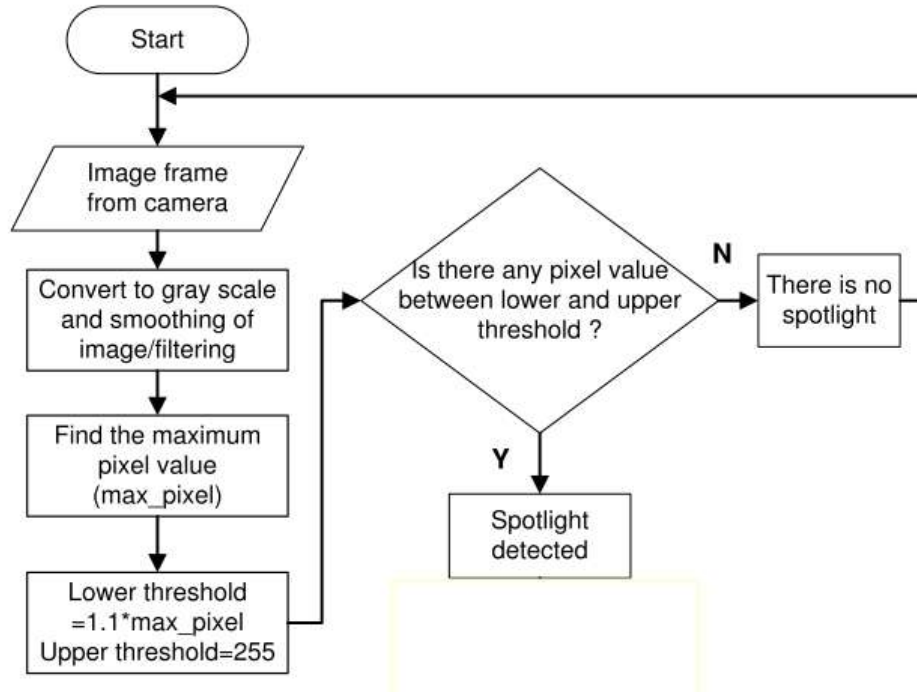 Start
Image frame
from camera
Convert to gray scale
and smoothing of
image/filtering
Find the maximum
pixel value
(max_pixel)
Lower threshold
=1.1*max_pixel
Upper threshold=255
Is there any pixel value
between lower and upper
threshold ?
N
There is no
spotlight
Y
Spotlight
detected